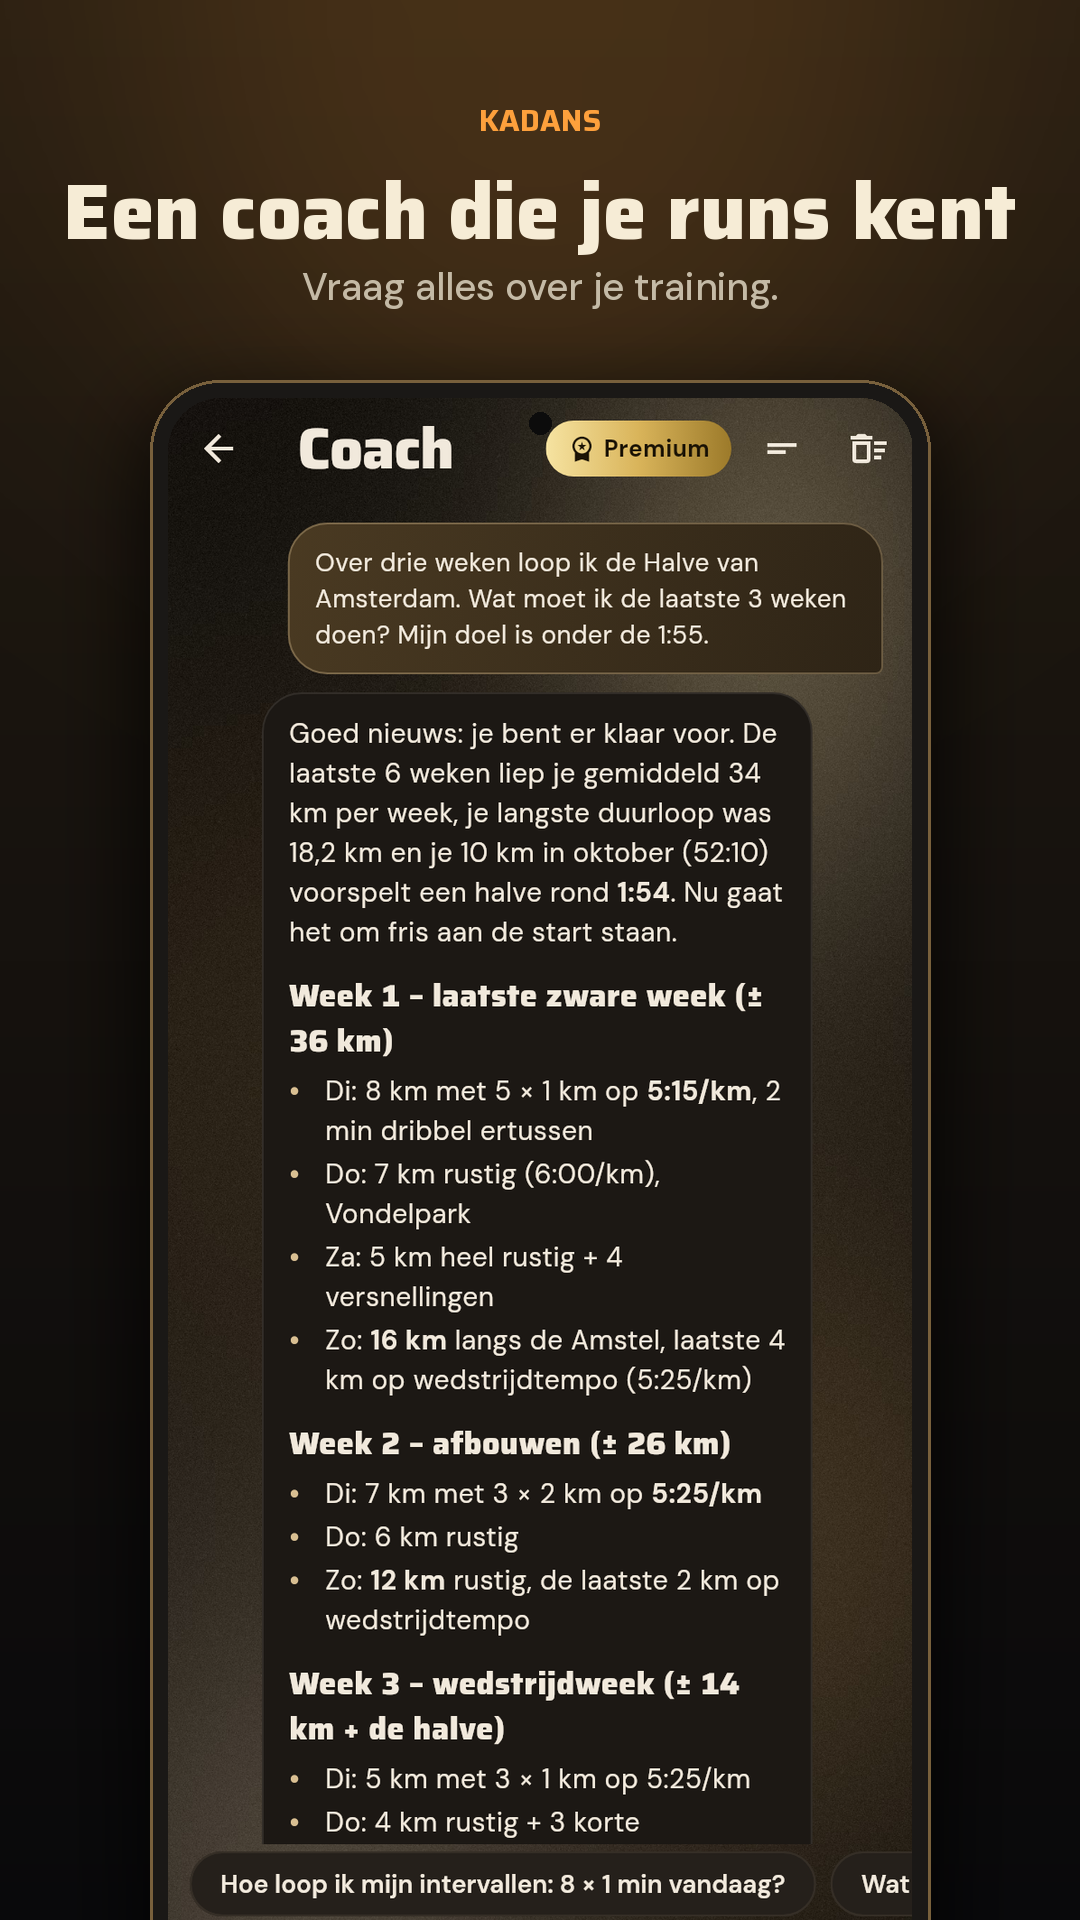 KADANS
Een coach die je runs kent
Vraag alles over je training.
Coach
Premium
Over drie weken loop ik de Halve van
Amsterdam. Wat moet ik de laatste 3 weken
doen? Mijn doel is onder de 1:55.
Goed nieuws: je bent er klaar voor. De
laatste 6 weken liep je gemiddeld 34
km per week, je langste duurloop was
18,2 km en je 10 km in oktober (52:10)
voorspelt een halve rond 1:54. Nu gaat
het om fris aan de start staan.
Week 1 – laatste zware week (±
36 km)
• Di: 8 km met 5 × 1 km op 5:15/km, 2
min dribbel ertussen
• Do: 7 km rustig (6:00/km),
Vondelpark
• Za: 5 km heel rustig + 4
versnellingen
• Zo: 16 km langs de Amstel, laatste 4
km op wedstrijdtempo (5:25/km)
Week 2 – afbouwen (± 26 km)
• Di: 7 km met 3 × 2 km op 5:25/km
• Do: 6 km rustig
• Zo: 12 km rustig, de laatste 2 km op
wedstrijdtempo
Week 3 – wedstrijdweek (± 14
km + de halve)
• Di: 5 km met 3 × 1 km op 5:25/km
• Do: 4 km rustig + 3 korte
Hoe loop ik mijn intervallen: 8 × 1 min vandaag?
Wat